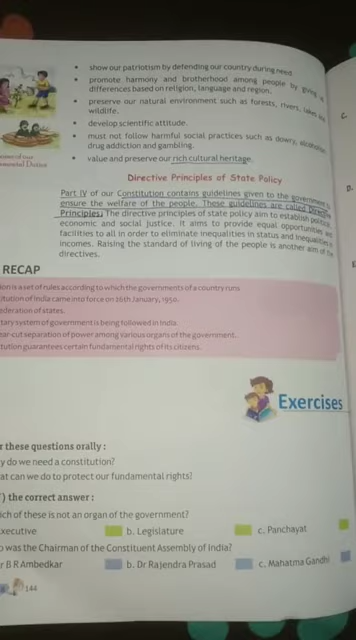 show our patriotism by defending our country during need.
promote harmony and brotherhood among people by giving
differences based on religion, language and region.
preserve our natural environment such as forests, rivers, lakes and
wildlife.
develop scientific attitude.
must not follow harmful social practices such as dowry, alcoholism,
drug addiction and gambling.
value and preserve our rich cultural heritage.
some of our
Duties
Directive Principles of State Policy
Part IV of our Constitution contains guidelines given to the government to
ensure the welfare of the people. These guidelines are called Directive
Principles. The directive principles of state policy aim to establish
economic and social justice. It aims to provide equal opportunities and
facilities to all in order to eliminate inequalities in status and inequalities in
incomes. Raising the standard of living of the people is another aim of the
directives.
RECAP
ion is a set of rules according to which the governments of a country runs
itution of India came into force on 26th January, 1950.
ederation of states.
tary system of government is being followed in India.
ear-cut separation of power among various organs of the government.
tution guarantees certain fundamental rights of its citizens.
Exercises
r these questions orally :
y do we need a constitution?
at can we do to protect our fundamental rights?
) the correct answer :
ich of these is not an organ of the government?
xecutive b. Legislature c. Panchayat
o was the Chairman of the Constituent Assembly of India?
r B R Ambedkar b. Dr Rajendra Prasad c. Mahatma Gandhi
144
C.
D.